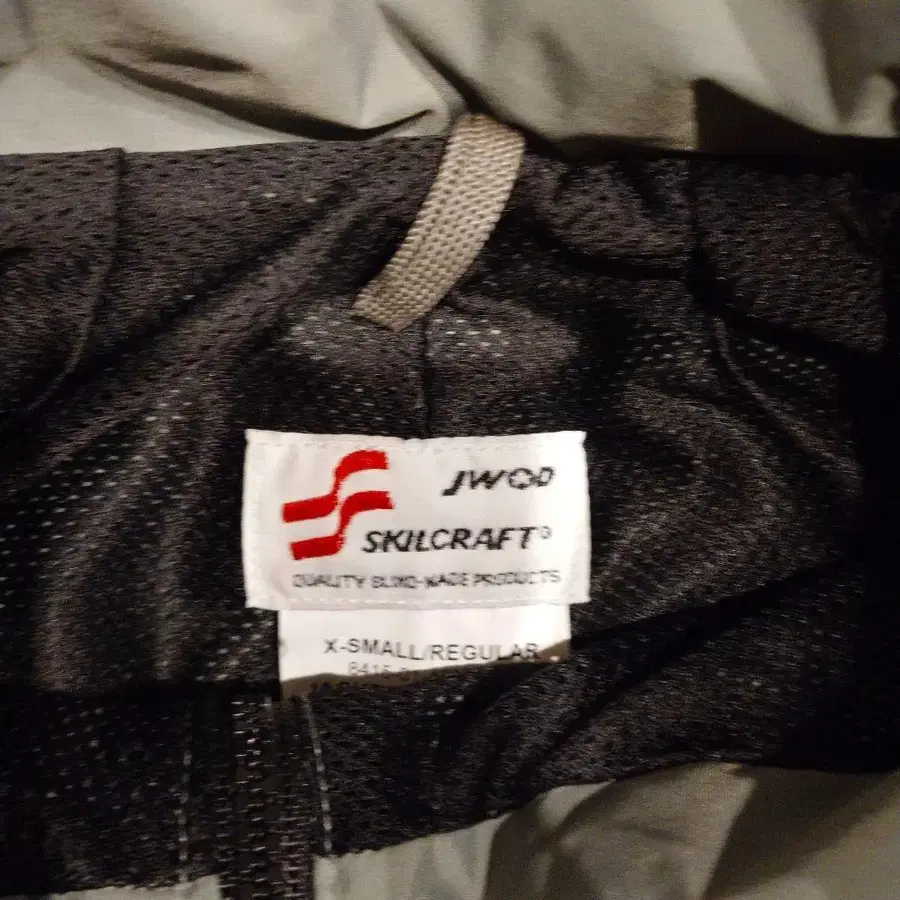 JWOD
SKILCRAFT®
QUALITY BLIND-MADE PRODUCTS
X-SMALL/REGULAR